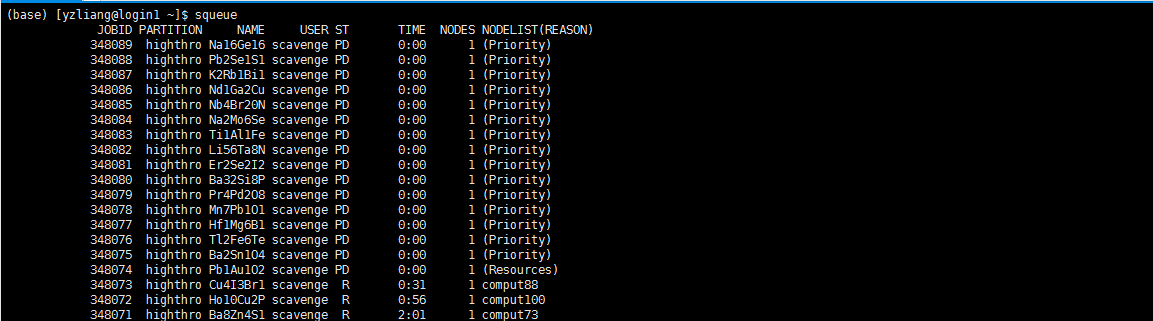 (base) [yzliang@login1 ~]$ squeue
JOBID PARTITION NAME USER ST TIME NODES NODELIST(REASON)
348089 highthro Na16Ge16 scavenge PD 0:00 1 (Priority)
348088 highthro Pb2Se1S1 scavenge PD 0:00 1 (Priority)
348087 highthro K2Rb1Bi1 scavenge PD 0:00 1 (Priority)
348086 highthro Nd1Ga2Cu scavenge PD 0:00 1 (Priority)
348085 highthro Nb4Br20N scavenge PD 0:00 1 (Priority)
348084 highthro Na2Mo6Se scavenge PD 0:00 1 (Priority)
348083 highthro Ti1Al1Fe scavenge PD 0:00 1 (Priority)
348082 highthro Li56Ta8N scavenge PD 0:00 1 (Priority)
348081 highthro Er2Se2I2 scavenge PD 0:00 1 (Priority)
348080 highthro Ba32Si8P scavenge PD 0:00 1 (Priority)
348079 highthro Pr4Pd2O8 scavenge PD 0:00 1 (Priority)
348078 highthro Mn7Pb1O1 scavenge PD 0:00 1 (Priority)
348077 highthro Hf1Mg6B1 scavenge PD 0:00 1 (Priority)
348076 highthro Tl2Fe6Te scavenge PD 0:00 1 (Priority)
348075 highthro Ba2Sn1O4 scavenge PD 0:00 1 (Priority)
348074 highthro Pb1Au1O2 scavenge PD 0:00 1 (Resources)
348073 highthro Cu4I3Br1 scavenge R 0:31 1 comput88
348072 highthro Ho10Cu2P scavenge R 0:56 1 comput100
348071 highthro Ba8Zn4S1 scavenge R 2:01 1 comput73